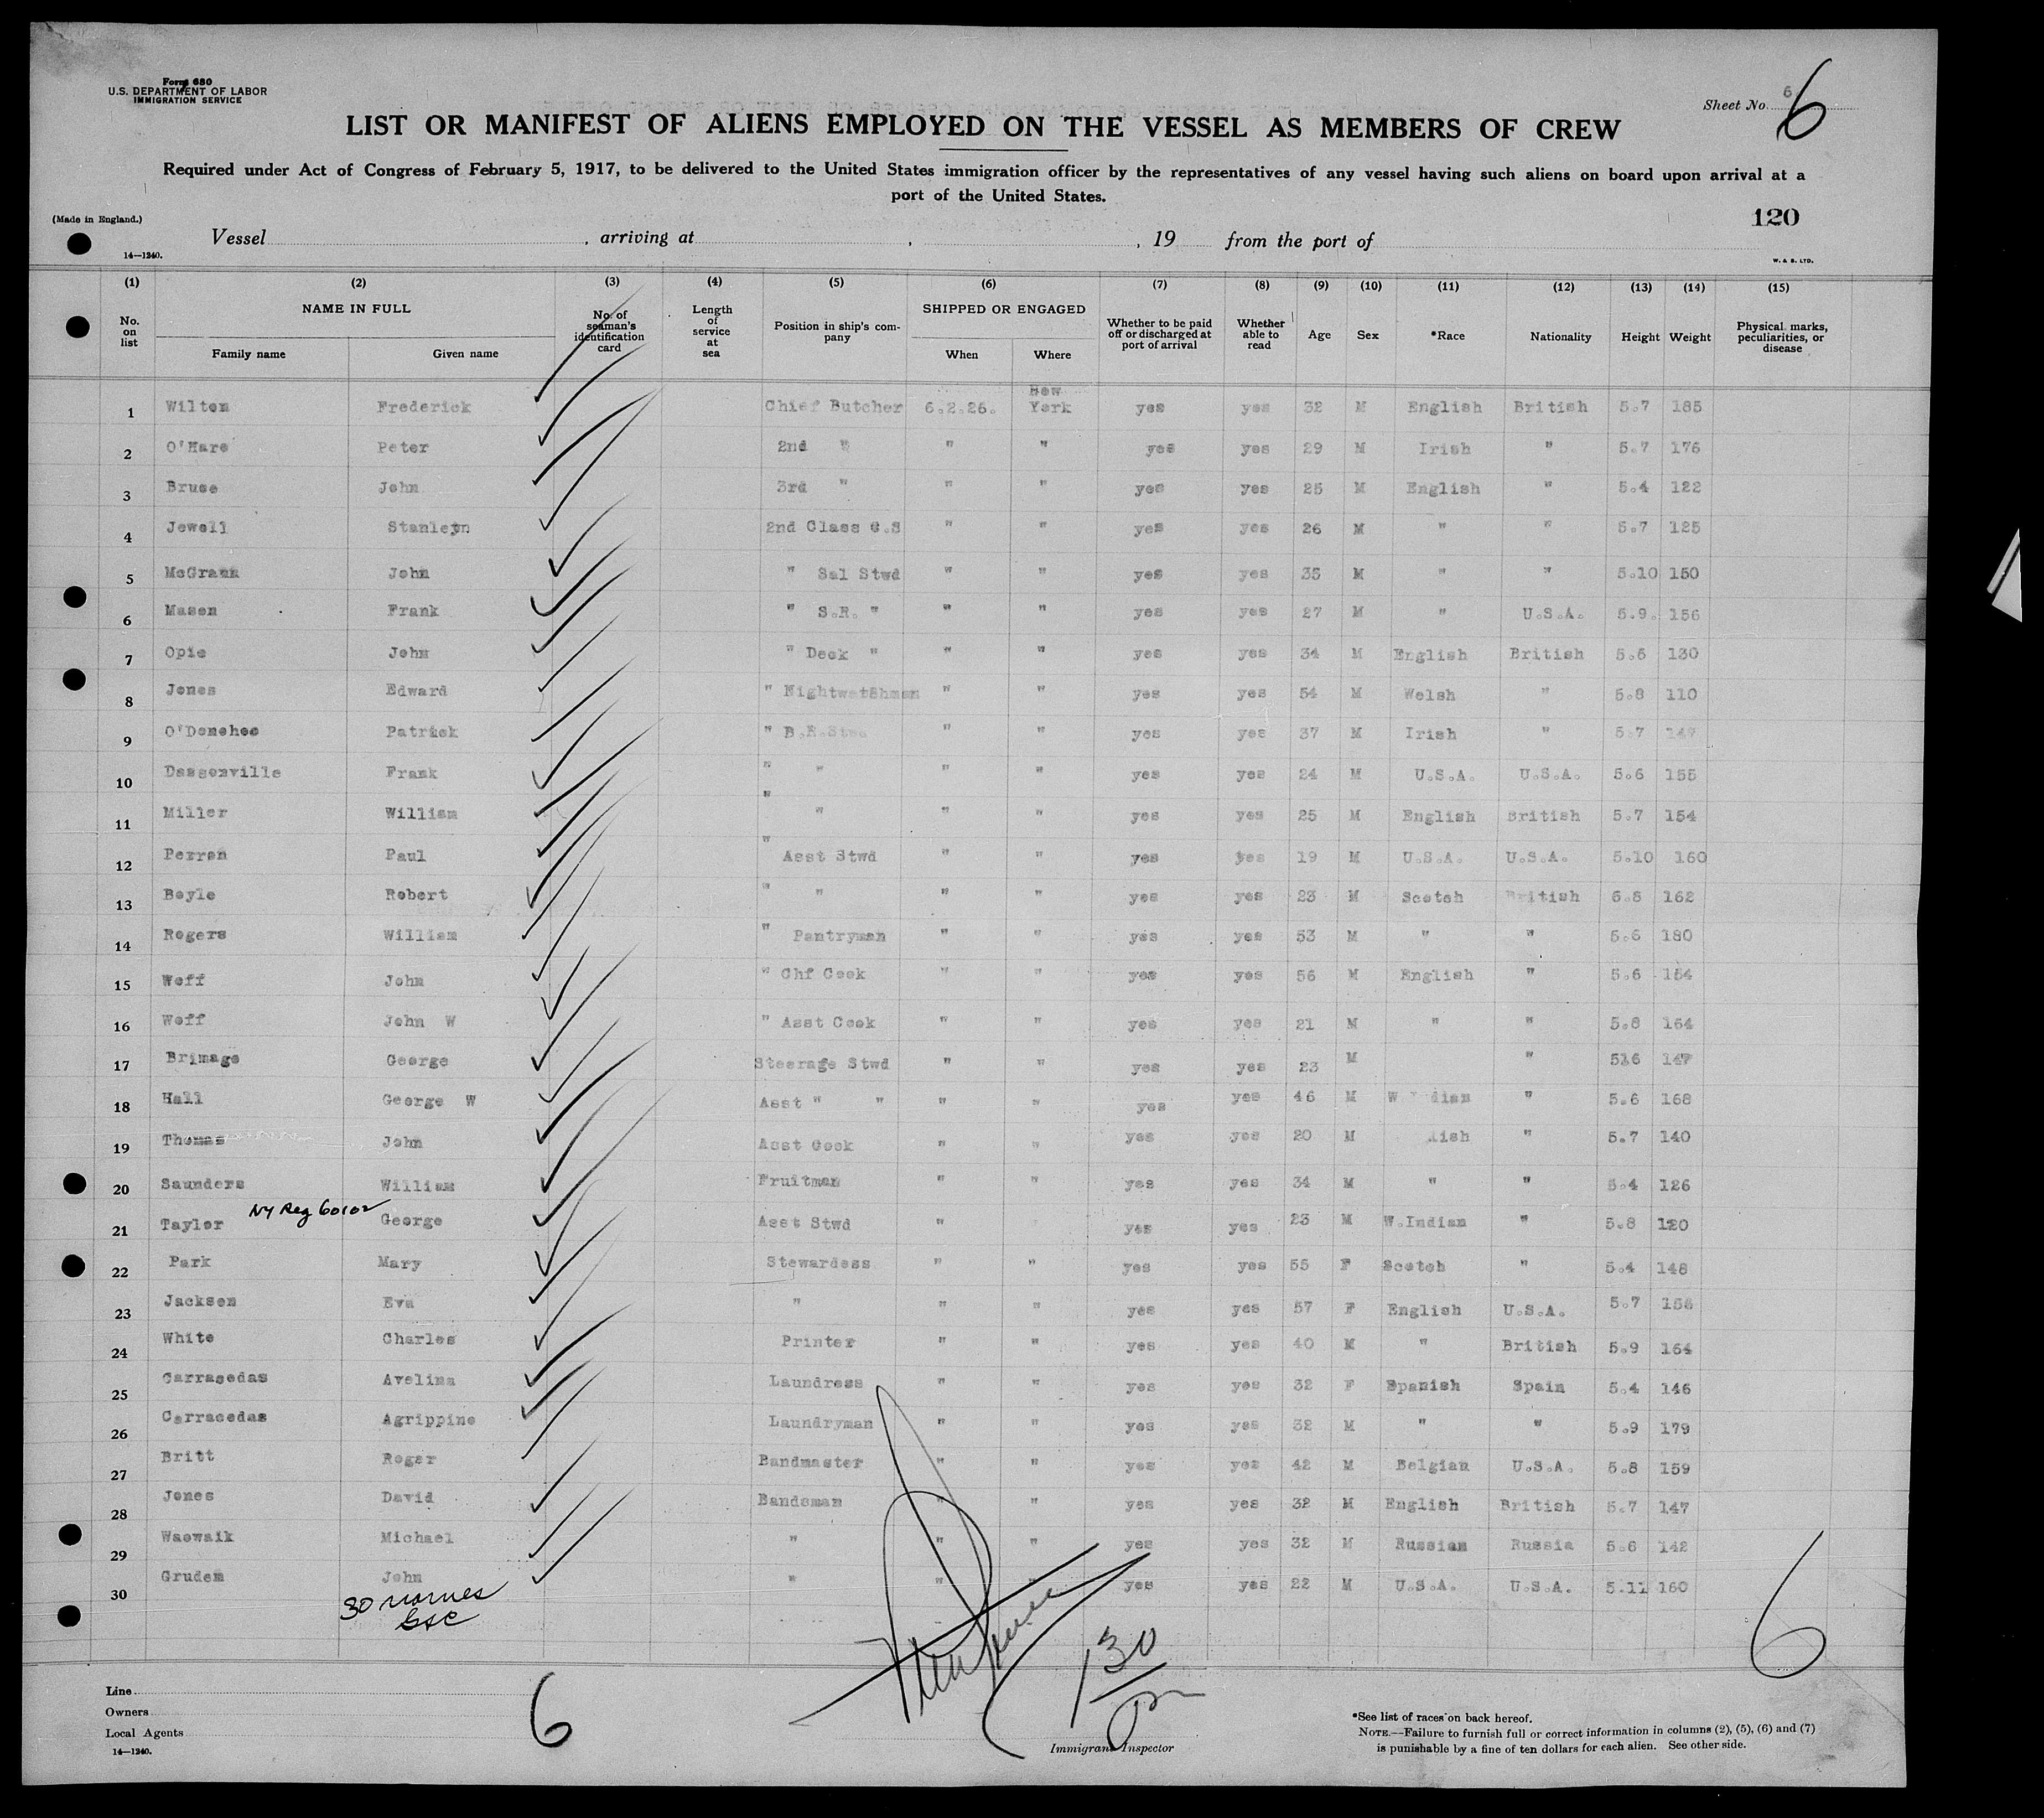 Form 680
U.S. DEPARTMENT OF LABOR
IMMIGRATION SERVICE
Sheet No. 6 6
LIST OR MANIFEST OF ALIENS EMPLOYED ON THE VESSEL AS MEMBERS OF CREW
Required under Act of Congress of February 5, 1917, to be delivered to the United States immigration officer by the representatives of any vessel having such aliens on board upon arrival at a
port of the United States.
(Made in England.)
120
Vessel , arriving at , , 19 from the port of
14—1240.
W. & S. LTD.
(1) (2) (3) (4) (5) (6) (7) (8) (9) (10) (11) (12) (13) (14) (15)
No. on list NAME IN FULL Family name Given name No. of seaman's identification card Length of service at sea Position in ship's company SHIPPED OR ENGAGED When Where Whether to be paid off or discharged at port of arrival Whether able to read Age Sex *Race Nationality Height Weight Physical marks, peculiarities, or disease
1 Wilton Frederick Chief Butcher 6.2.26. New York yes yes 32 M English British 5.7 185
2 O'Hare Peter 2nd " " " yes yes 29 M Irish " 5.7 176
3 Bruce John 3rd " " " yes yes 25 M English " 5.4 122
4 Jewell Stanleyn 2nd Class G.S " " yes yes 26 M " " 5.7 125
5 McGrann John " Sal Stwd " " yes yes 35 M " " 5.10 150
6 Mason Frank " S.R. " " " yes yes 27 M " U.S.A. 5.9. 156
7 Opie John " Deck " " " yes yes 34 M English British 5.6 130
8 Jones Edward " Nightwatchman " " yes yes 54 M Welsh " 5.8 110
9 O'Donohoe Patrick " B.R.Stwd " " yes yes 37 M Irish " 5.7 147
10 Dassonville Frank " " " " yes yes 24 M U.S.A. U.S.A. 5.6 155
11 Miller William " " " " yes yes 25 M English British 5.7 154
12 Perron Paul " Asst Stwd " " yes yes 19 M U.S.A. U.S.A. 5.10 160
13 Boyle Robert " " " " yes yes 23 M Scotch British 5.8 162
14 Rogers William " Pantryman " " yes yes 53 M " " 5.6 180
15 Woff John " Chf Cook " " yes yes 56 M English " 5.6 154
16 Woff John W " Asst Cook " " yes yes 21 M " " 5.8 164
17 Brimage George Steerage Stwd " " yes yes 23 M " 516 147
18 Hall George W Asst " " " " yes yes 46 M W dian " 5.6 168
19 Thomas John Asst Cook " " yes yes 20 M lish " 5.7 140
20 Saunders William Fruitman " " yes yes 34 M " " 5.4 126
NY Reg 60102
21 Taylor George Asst Stwd " yes yes 23 M W.Indian " 5.8 120
22 Park Mary Stewardess " " yes yes 55 F Scotch " 5.4 148
23 Jackson Eva " " " yes yes 57 F English U.S.A. 5.7
24 White Charles Printer " " yes yes 40 M " British 5.9 164
25 Carrasedas Avelina Laundress " " yes yes 32 F Spanish Spain 5.4 146
26 Carrasedas Agrippine Laundryman " " yes yes 32 M " " 5.9 179
27 Britt Roger Bandmaster " " yes yes 42 M Belgian U.S.A. 5.8 159
28 Jones David Bandsman " " yes yes 32 M English British 5.7 147
29 Waswaik Michael " " " yes yes 32 M Russian Russia 5.6 142
30 Grudem John " " " yes yes 22 M U.S.A. U.S.A. 5.11 160
30 names
GSC
6
130
6
Line
Owners
Local Agents
14—1240.
Immigrant Inspector
*See list of races on back hereof.
NOTE.—Failure to furnish full or correct information in columns (2), (5), (6) and (7)
is punishable by a fine of ten dollars for each alien. See other side.